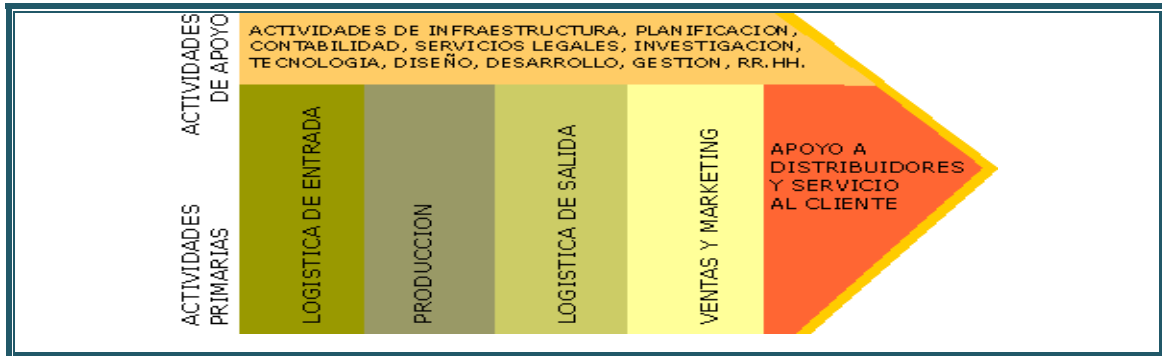 ACTIVIDADES
DE APOYO
ACTIVIDADES DE INFRAESTRUCTURA, PLANIFICACION,
CONTABILIDAD, SERVICIOS LEGALES, INVESTIGACION,
TECNOLOGIA, DISEÑO, DESARROLLO, GESTION, RR.HH.
ACTIVIDADES
PRIMARIAS
LOGISTICA DE ENTRADA
PRODUCCION
LOGISTICA DE SALIDA
VENTAS Y MARKETING
APOYO A
DISTRIBUIDORES
Y SERVICIO
AL CLIENTE